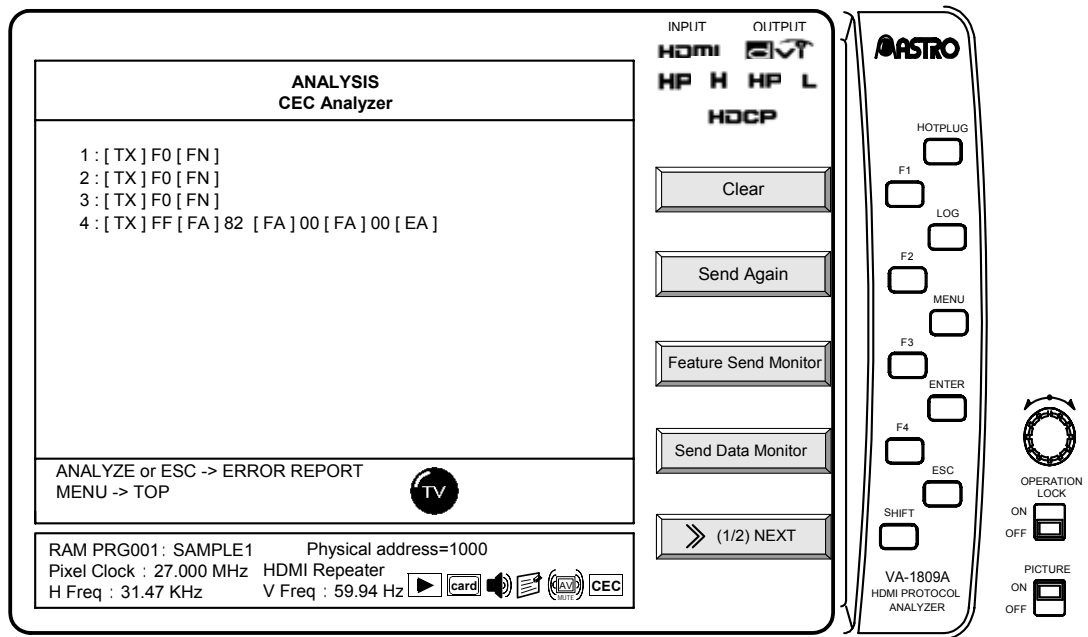 ANALYSIS
CEC Analyzer
1 : [ TX ] F0 [ FN ]
2 : [ TX ] F0 [ FN ]
3 : [ TX ] F0 [ FN ]
4 : [ TX ] FF [ FA ] 82 [ FA ] 00 [ FA ] 00 [ EA ]
ANALYZE or ESC -> ERROR REPORT
MENU -> TOP
TV
RAM PRG001 : SAMPLE1 Physical address=1000
Pixel Clock : 27.000 MHz HDMI Repeater
H Freq : 31.47 KHz V Freq : 59.94 Hz
card
AV
MUTE
CEC
INPUT OUTPUT
HDMI DVI
HP H HP L
HDCP
Clear
Send Again
Feature Send Monitor
Send Data Monitor
(1/2) NEXT
ASTRO
HOTPLUG
F1
LOG
F2
MENU
F3
ENTER
F4
ESC
SHIFT
VA-1809A
HDMI PROTOCOL
ANALYZER
OPERATION
LOCK
ON
OFF
PICTURE
ON
OFF